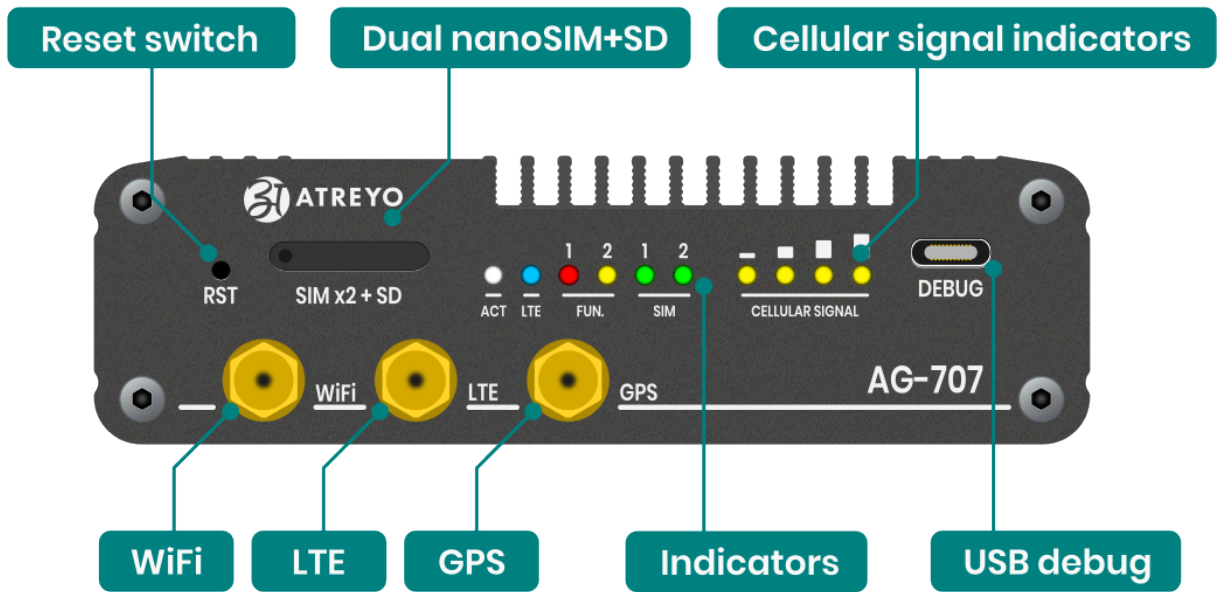 Reset switch
Dual nanoSIM+SD
Cellular signal indicators
ATREYO
1 2 1 2
RST
SIM x2 + SD
ACT LTE FUN. SIM
CELLULAR SIGNAL
DEBUG
WiFi
LTE
GPS
AG-707
WiFi
LTE
GPS
Indicators
USB debug